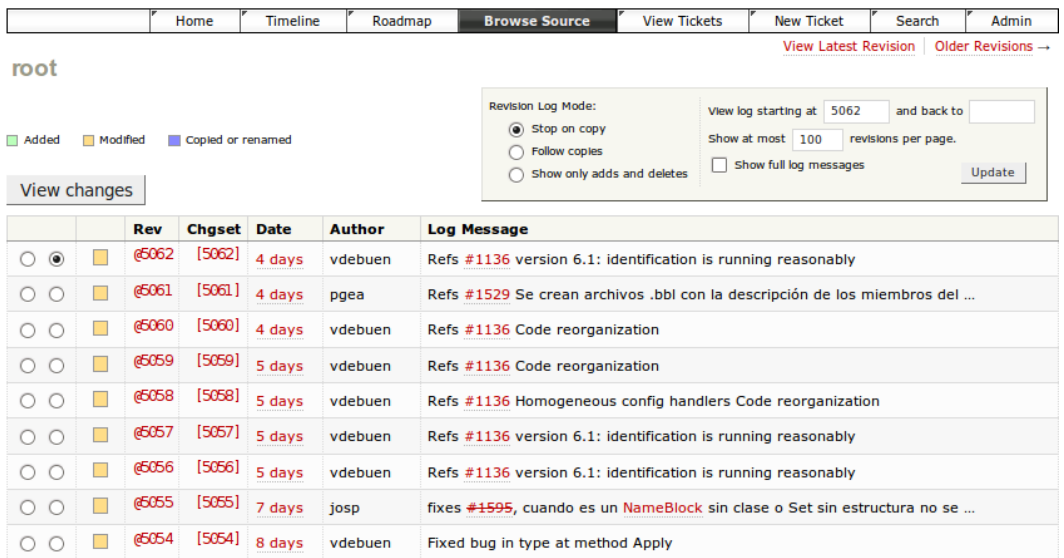 Home Timeline Roadmap Browse Source View Tickets New Ticket Search Admin
View Latest Revision Older Revisions →
root
Revision Log Mode:
Stop on copy
Follow copies
Show only adds and deletes
View log starting at 5062 and back to
Show at most 100 revisions per page.
Show full log messages
Update
Added Modified Copied or renamed
View changes
Rev Chgset Date Author Log Message
@5062 [5062] 4 days vdebuen Refs #1136 version 6.1: identification is running reasonably
@5061 [5061] 4 days pgea Refs #1529 Se crean archivos .bbl con la descripción de los miembros del ...
@5060 [5060] 4 days vdebuen Refs #1136 Code reorganization
@5059 [5059] 5 days vdebuen Refs #1136 Code reorganization
@5058 [5058] 5 days vdebuen Refs #1136 Homogeneous config handlers Code reorganization
@5057 [5057] 5 days vdebuen Refs #1136 version 6.1: identification is running reasonably
@5056 [5056] 5 days vdebuen Refs #1136 version 6.1: identification is running reasonably
@5055 [5055] 7 days josp fixes #1595, cuando es un NameBlock sin clase o Set sin estructura no se ...
@5054 [5054] 8 days vdebuen Fixed bug in type at method Apply